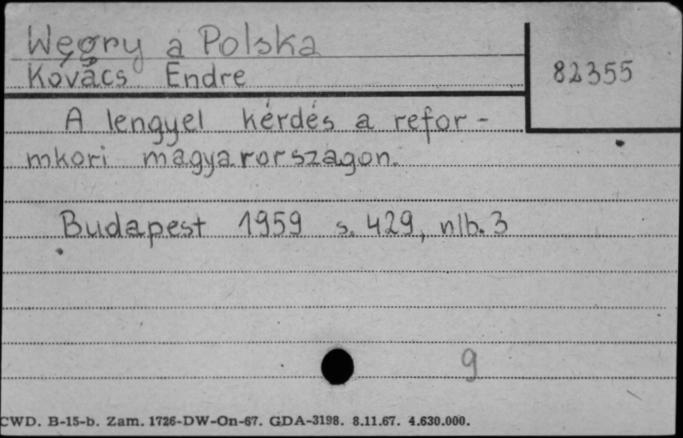 Węgry a Polska
Kovács Endre
82355
A lengyel kérdés a refor-
mkori magyarországon.
Budapest 1959 s. 429, nlb. 3
9
CWD. B-15-b. Zam. 1726-DW-On-67. GDA-3198. 8.11.67. 4.630.000.